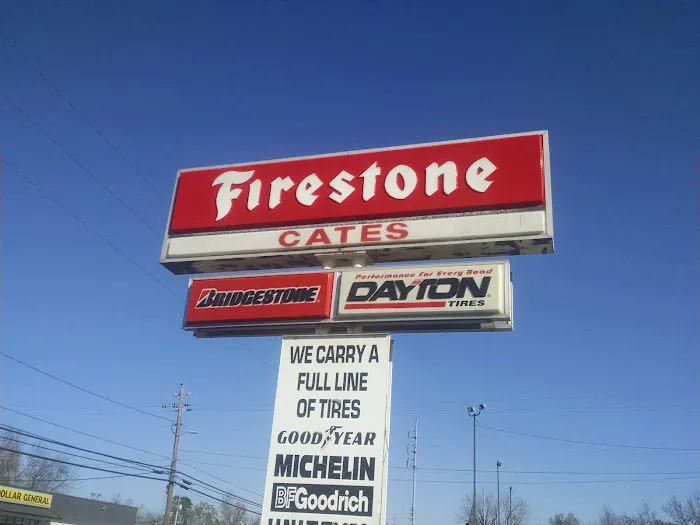 Firestone
CATES
BRIDGESTONE
Performance For Every Road
DAYTON
TIRES
WE CARRY A
FULL LINE
OF TIRES
GOODYEAR
MICHELIN
BFGoodrich
UNIROYAL
OLLAR GENERAL